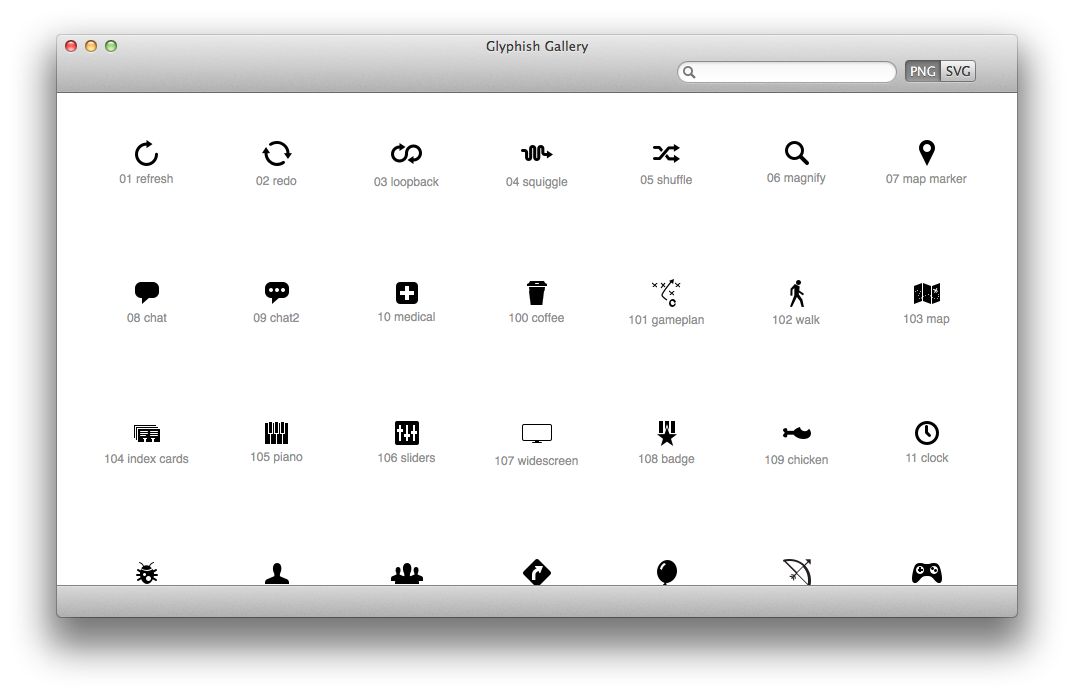 Glyphish Gallery
PNG SVG
01 refresh 02 redo 03 loopback 04 squiggle 05 shuffle 06 magnify 07 map marker
08 chat 09 chat2 10 medical 100 coffee 101 gameplan 102 walk 103 map
104 index cards 105 piano 106 sliders 107 widescreen 108 badge 109 chicken 11 clock